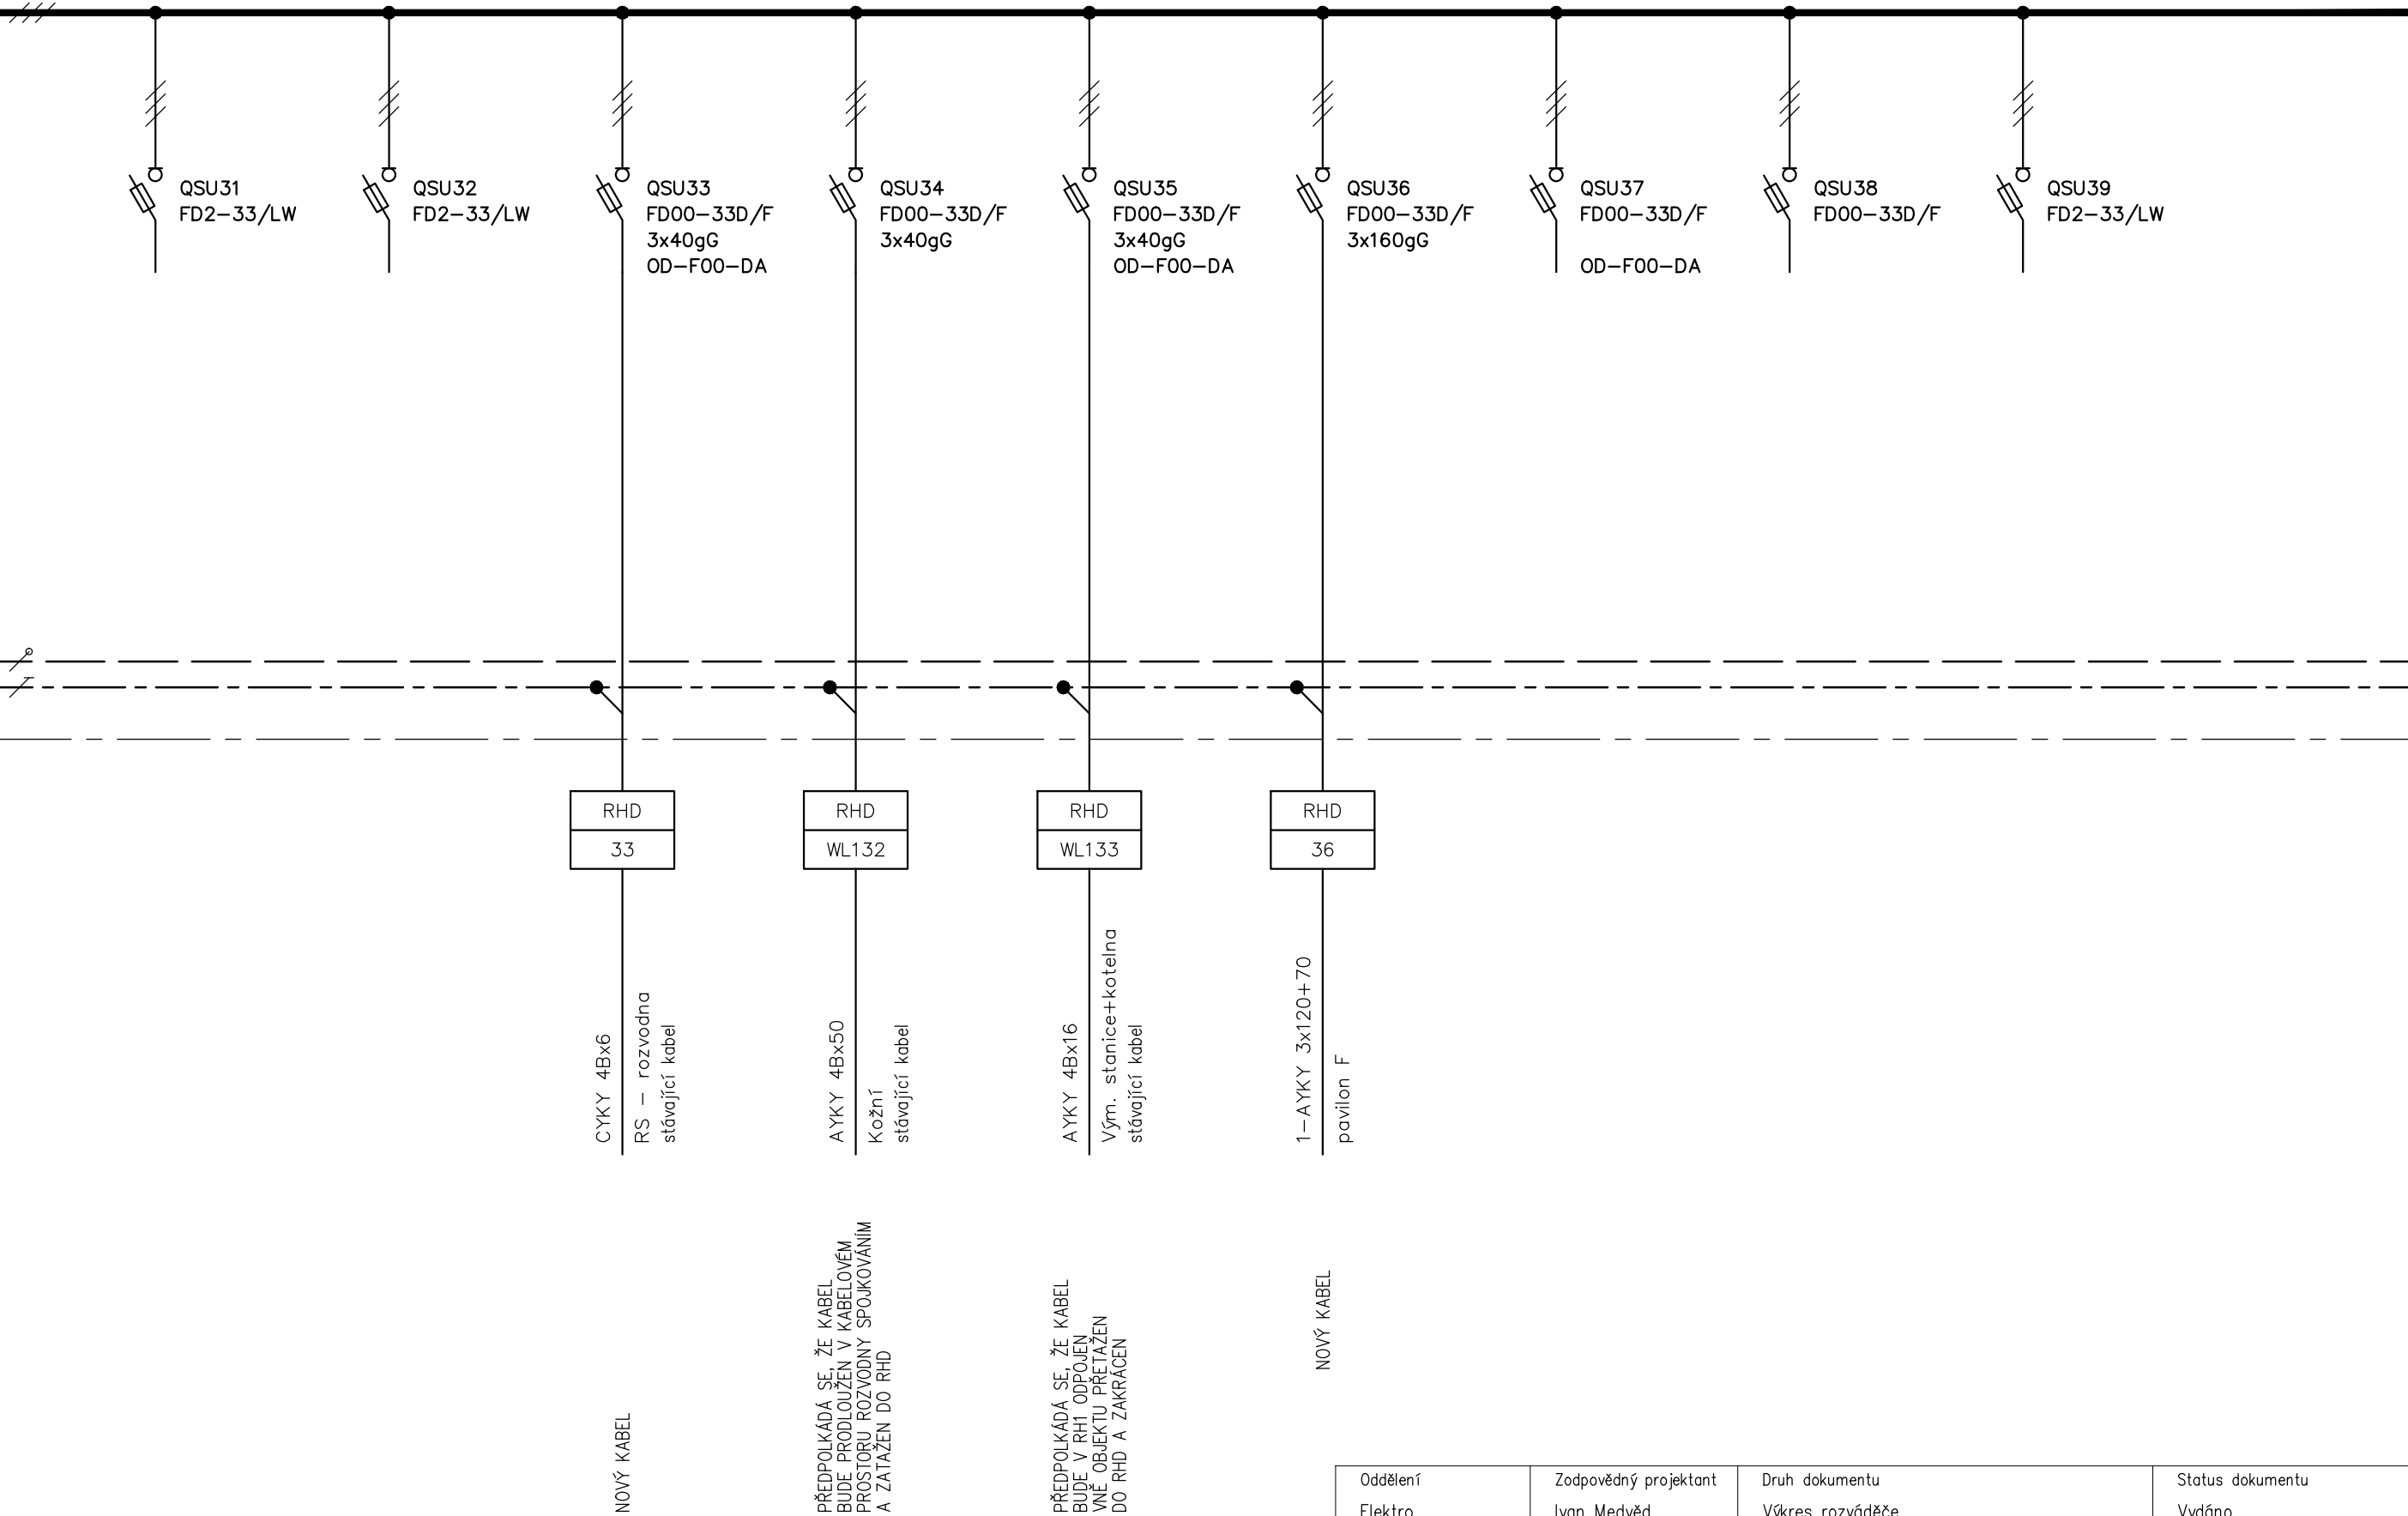 QSU31
FD2-33/LW
QSU32
FD2-33/LW
QSU33
FD00-33D/F
3x40gG
OD-F00-DA
QSU34
FD00-33D/F
3x40gG
QSU35
FD00-33D/F
3x40gG
OD-F00-DA
QSU36
FD00-33D/F
3x160gG
QSU37
FD00-33D/F
OD-F00-DA
QSU38
FD00-33D/F
QSU39
FD2-33/LW
RHD
33
RHD
WL132
RHD
WL133
RHD
36
CYKY 4Bx6
RS - rozvodna
stávající kabel
AYKY 4Bx50
Kožní
stávající kabel
AYKY 4Bx16
Vým. stanice+kotelna
stávající kabel
1-AYKY 3x120+70
pavilon F
NOVÝ KABEL
PŘEDPOLKÁDÁ SE, ŽE KABEL
BUDE PRODLOUŽEN V KABELOVÉM
PROSTORU ROZVODNY SPOJKOVÁNÍM
A ZATAŽEN DO RHD
PŘEDPOLKÁDÁ SE, ŽE KABEL
BUDE V RH1 ODPOJEN
VNĚ OBJEKTU PŘETAŽEN
DO RHD A ZAKRÁCEN
NOVÝ KABEL
Oddělení
Elektro
Zodpovědný projektant
Ivan Medvěd
Druh dokumentu
Výkres rozváděče
Status dokumentu
Vydáno